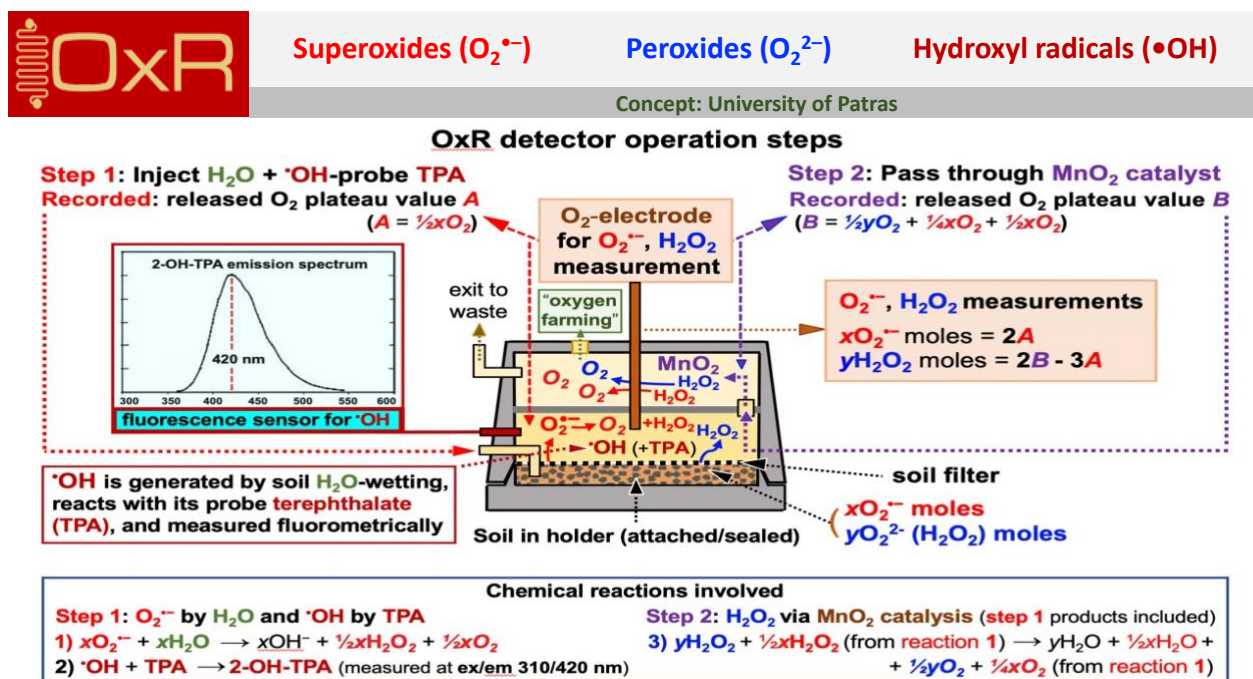 OxR
Superoxides (O₂•−)
Peroxides (O₂²−)
Hydroxyl radicals (•OH)
Concept: University of Patras
OxR detector operation steps
Step 1: Inject H₂O + •OH-probe TPA
Recorded: released O₂ plateau value A
(A = ½xO₂)
Step 2: Pass through MnO₂ catalyst
Recorded: released O₂ plateau value B
(B = ½yO₂ + ¼xO₂ + ½xO₂)
O₂-electrode
for O₂•−, H₂O₂
measurement
2-OH-TPA emission spectrum
420 nm
300 350 400 450 500 550 600
fluorescence sensor for •OH
exit to
waste
"oxygen
farming"
O₂•−, H₂O₂ measurements
xO₂•− moles = 2A
yH₂O₂ moles = 2B - 3A
MnO₂
O₂ O₂ H₂O₂
O₂ H₂O₂
O₂•− O₂ +H₂O₂ H₂O₂
•OH (+TPA)
•OH is generated by soil H₂O-wetting,
reacts with its probe terephthalate
(TPA), and measured fluorometrically
soil filter
Soil in holder (attached/sealed)
xO₂•− moles
yO₂²- (H₂O₂) moles
Chemical reactions involved
Step 1: O₂•− by H₂O and •OH by TPA
1) xO₂•− + xH₂O → xOH− + ½xH₂O₂ + ½xO₂
2) •OH + TPA → 2-OH-TPA (measured at ex/em 310/420 nm)
Step 2: H₂O₂ via MnO₂ catalysis (step 1 products included)
3) yH₂O₂ + ½xH₂O₂ (from reaction 1) → yH₂O + ½xH₂O +
+ ½yO₂ + ¼xO₂ (from reaction 1)